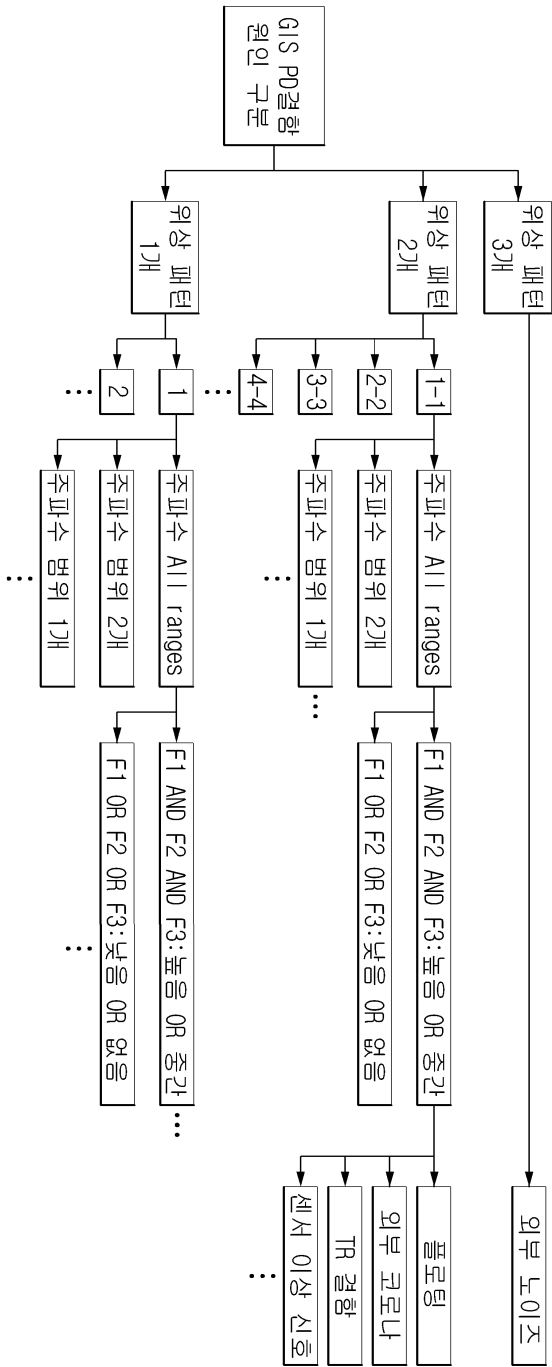 GIS PD결함
원인 구분
위상 패턴
3개
위상 패턴
2개
위상 패턴
1개
1-1
2-2
3-3
4-4
...
1
2
...
주파수 All ranges
주파수 범위 2개
주파수 범위 1개
...
...
주파수 All ranges
주파수 범위 2개
주파수 범위 1개
...
F1 AND F2 AND F3:높음 OR 중간
F1 OR F2 OR F3:낮음 OR 없음
F1 AND F2 AND F3:높음 OR 중간
F1 OR F2 OR F3:낮음 OR 없음
...
...
외부 노이즈
플로팅
외부 코로나
TR 결함
센서 이상 신호
...